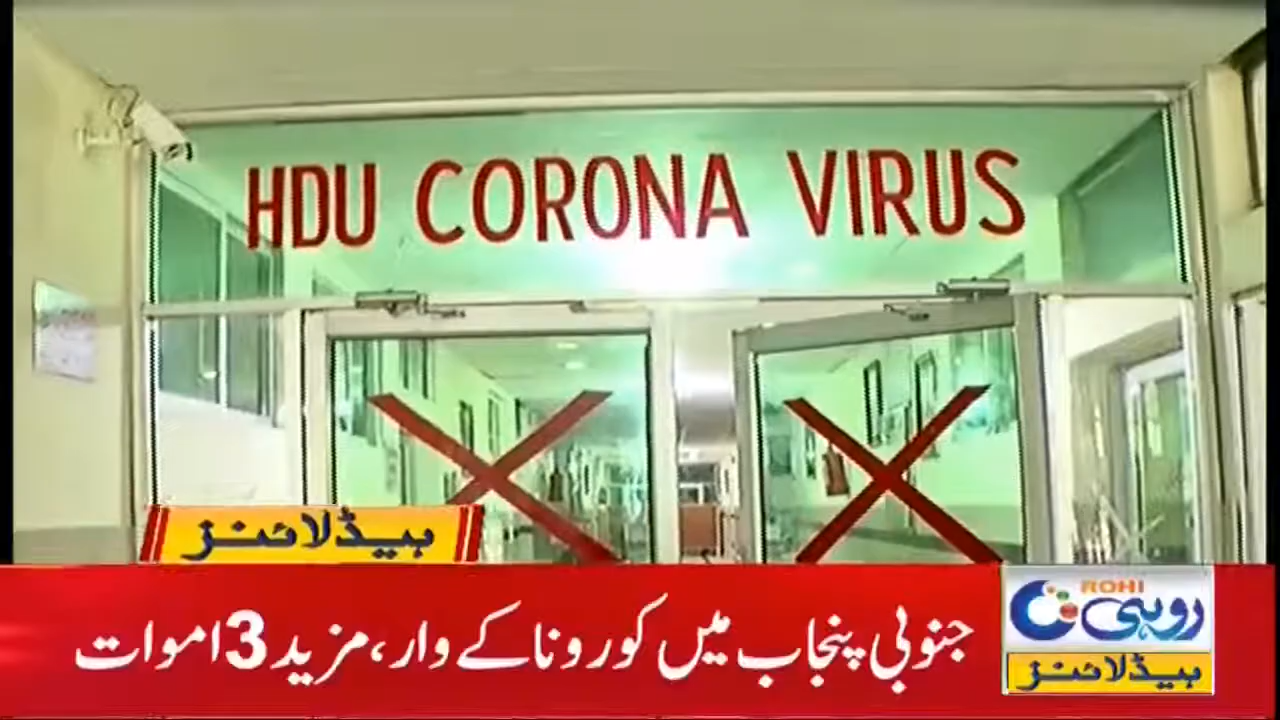 HDU CORONA VIRUS
ہیڈلائنز
جنوبی پنجاب میں کورونا کے وار، مزید 3 اموات
ROHI
روہی
ہیڈلائنز